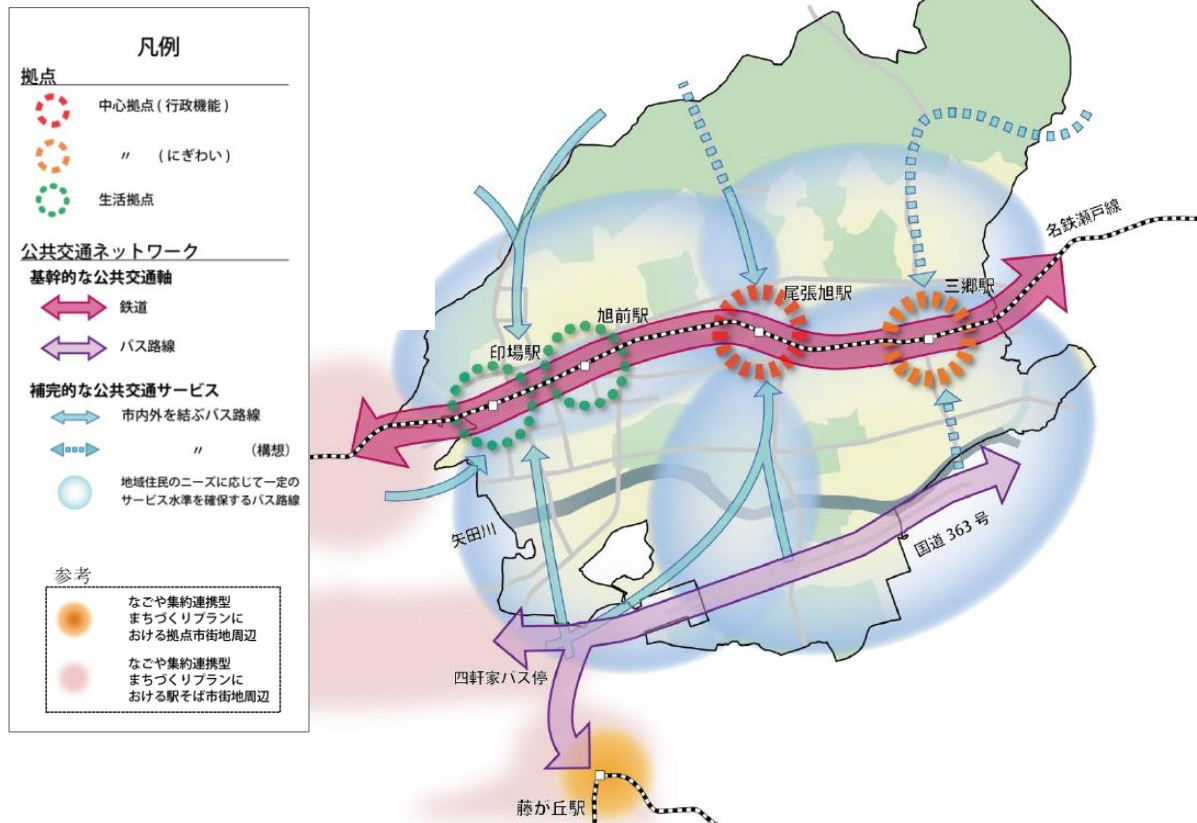 凡例
拠点
中心拠点 ( 行政機能 )
〃 ( にぎわい )
生活拠点
公共交通ネットワーク
基幹的な公共交通軸
鉄道
バス路線
補完的な公共交通サービス
市内外を結ぶバス路線
〃 (構想)
地域住民のニーズに応じて一定の
サービス水準を確保するバス路線
参考
なごや集約連携型
まちづくりプランに
おける拠点市街地周辺
なごや集約連携型
まちづくりプランに
おける駅そば市街地周辺
名鉄瀬戸線
三郷駅
尾張旭駅
旭前駅
印場駅
矢田川
国道 363 号
四軒家バス停
藤が丘駅